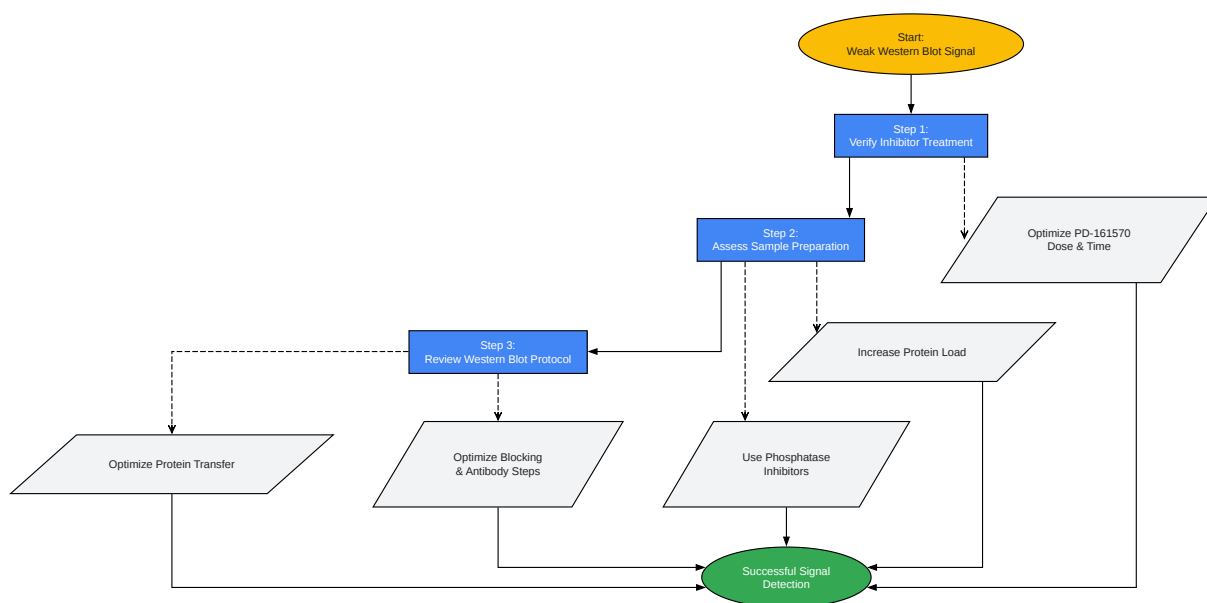 Start:
Weak Western Blot Signal
Step 1:
Verify Inhibitor Treatment
Step 2:
Assess Sample Preparation
Optimize PD-161570
Dose & Time
Step 3:
Review Western Blot Protocol
Increase Protein Load
Optimize Protein Transfer
Optimize Blocking
& Antibody Steps
Use Phosphatase
Inhibitors
Successful Signal
Detection